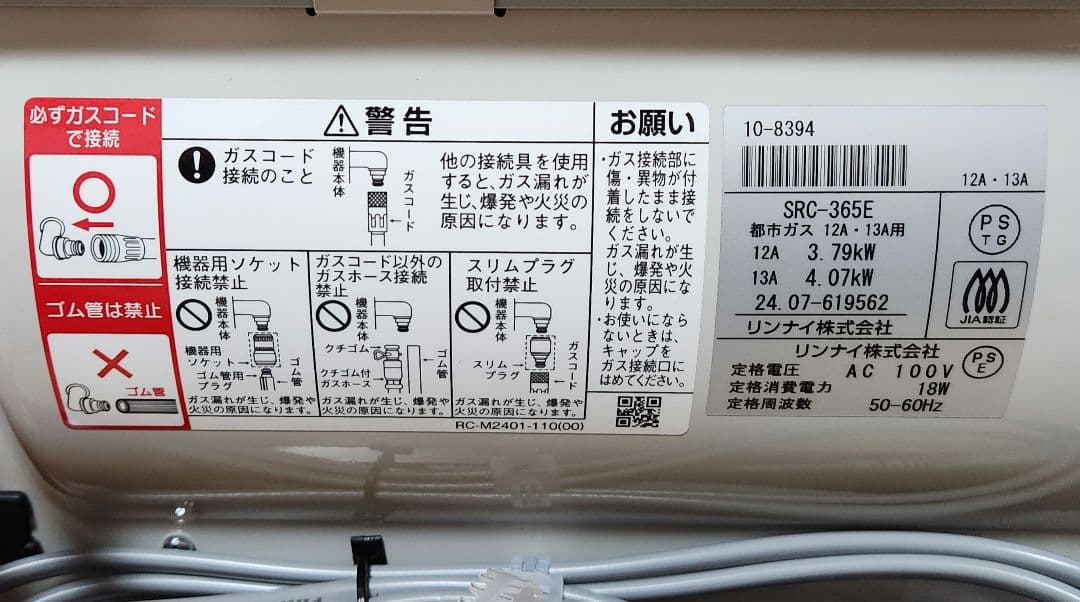 必ずガスコード
で接続
ゴム管は禁止
ゴム管
警告
ガスコード
接続のこと
機器本体
ガスコード
他の接続具を使用
すると、ガス漏れが
生じ、爆発や火災の
原因になります。
機器用ソケット
接続禁止
機器本体
機器用
ソケット
ゴム管用
プラグ
ゴム管
ガス漏れが生じ、爆発や
火災の原因になります。
ガスコード以外の
ガスホース接続
禁止
機器本体
クチゴム
クチゴム付
ガスホース
ガス漏れが生じ、爆発や
火災の原因になります。
スリムプラグ
取付禁止
機器本体
スリム
プラグ
ガスコード
ガス漏れが生じ、爆発や
火災の原因になります。
RC-M2401-110(00)
お願い
・ガス接続部に
傷・異物が付
着したまま接
続をしないで
ください。
ガス漏れが生
じ、爆発や火
災の原因にな
ります。
・お使いになら
ないときは、
キャップを
ガス接続口に
はめてください。
10-8394
12A・13A
SRC-365E
都市ガス 12A・13A用
12A 3.79kW
13A 4.07kW
24.07-619562
リンナイ株式会社
PS
TG
JIA認証
リンナイ株式会社
定格電圧 AC 100V
定格消費電力 18W
定格周波数 50-60Hz
PS
E